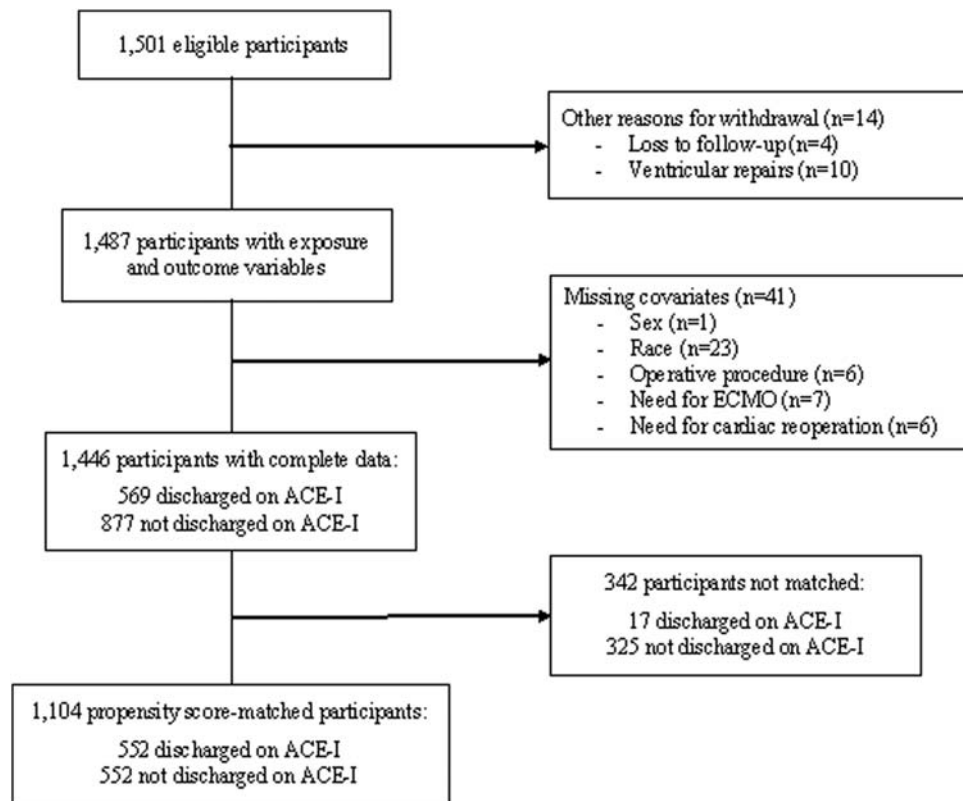 1,501 eligible participants
Other reasons for withdrawal (n=14)
- Loss to follow-up (n=4)
- Ventricular repairs (n=10)
1,487 participants with exposure
and outcome variables
Missing covariates (n=41)
- Sex (n=1)
- Race (n=23)
- Operative procedure (n=6)
- Need for ECMO (n=7)
- Need for cardiac reoperation (n=6)
1,446 participants with complete data:
569 discharged on ACE-I
877 not discharged on ACE-I
342 participants not matched:
17 discharged on ACE-I
325 not discharged on ACE-I
1,104 propensity score-matched participants:
552 discharged on ACE-I
552 not discharged on ACE-I